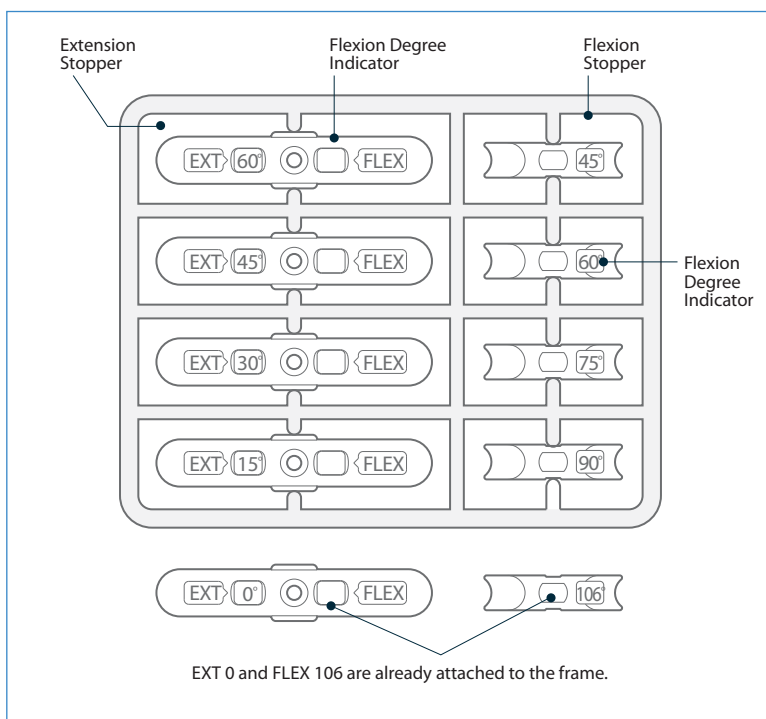 Extension
Stopper
Flexion Degree
Indicator
Flexion
Stopper
EXT 60° FLEX
45°
EXT 45° FLEX
60°
Flexion
Degree
Indicator
EXT 30° FLEX
75°
EXT 15° FLEX
90°
EXT 0° FLEX
106°
EXT 0 and FLEX 106 are already attached to the frame.